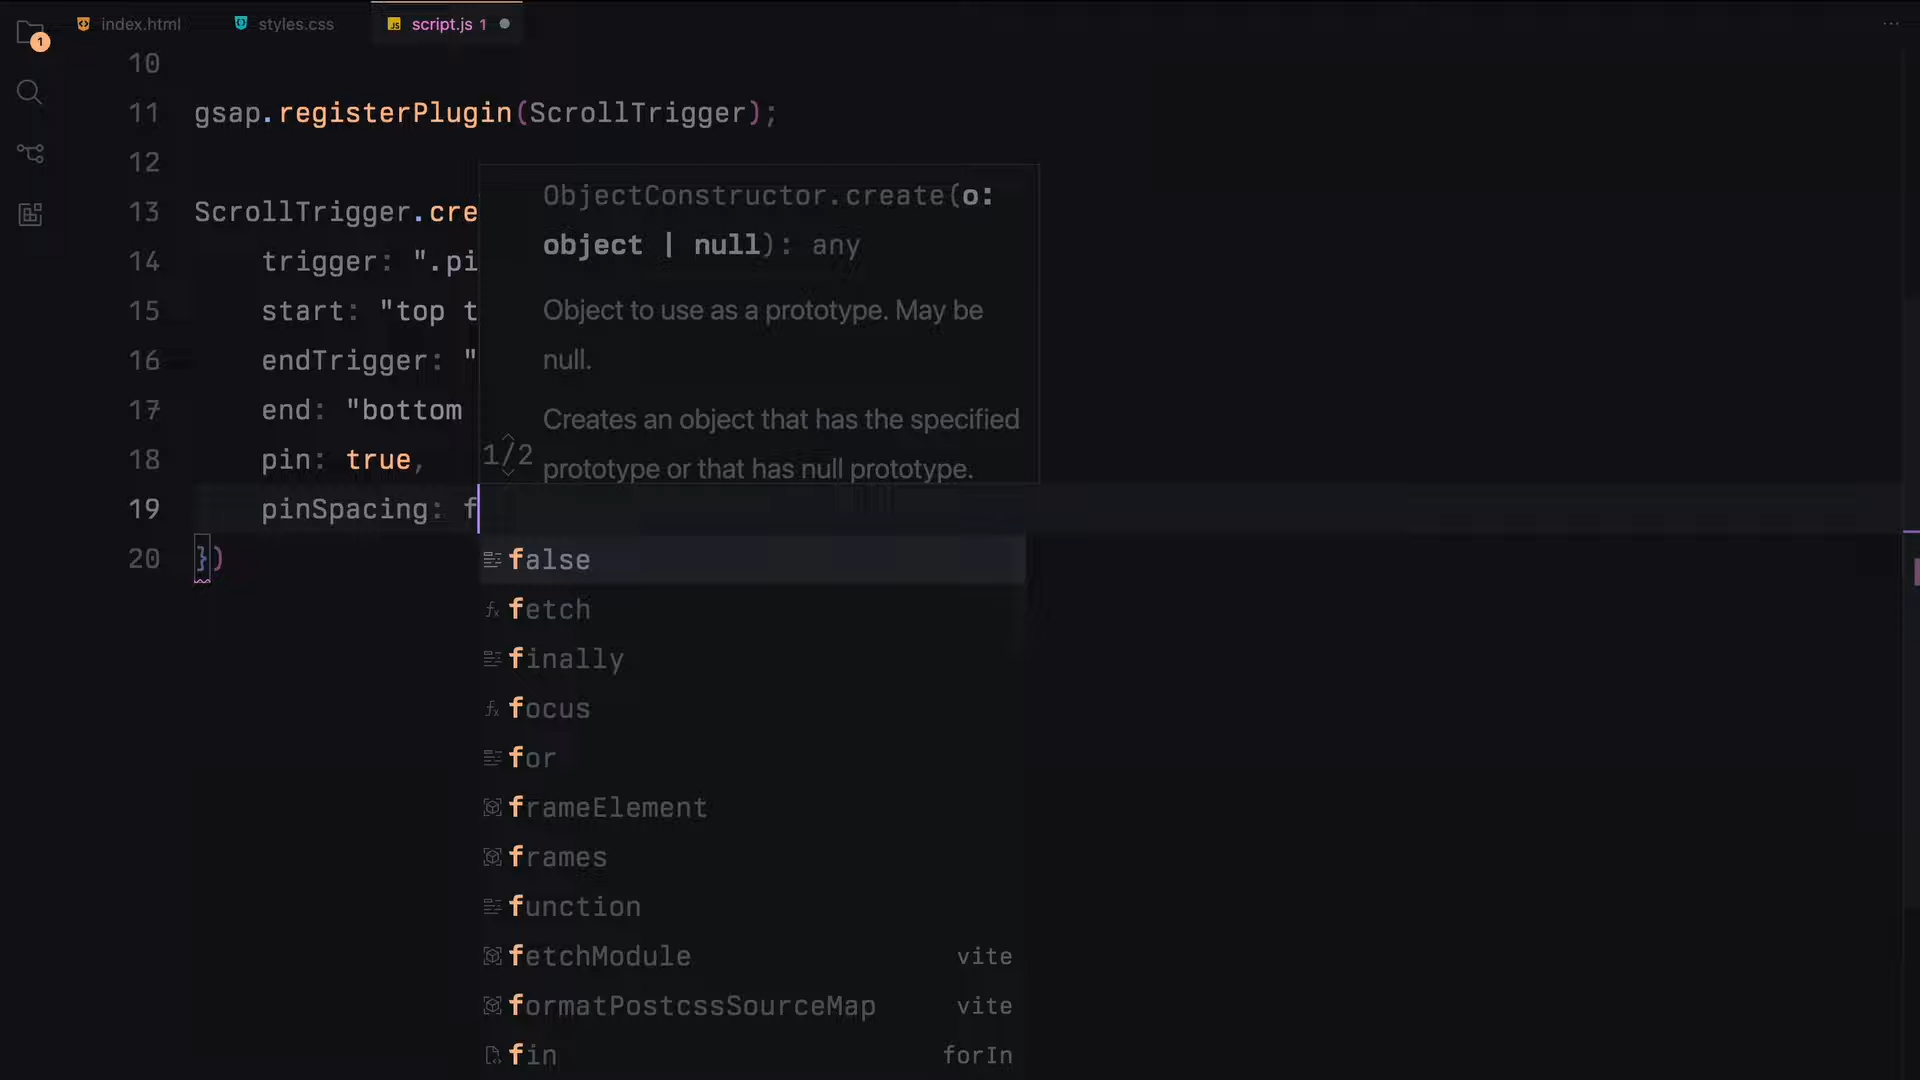 index.html
styles.css
script.js 1
1
10
11 gsap.registerPlugin(ScrollTrigger);
12
13 ScrollTrigger.cre
14 trigger: ".pi
15 start: "top t
16 endTrigger: "
17 end: "bottom
18 pin: true,
19 pinSpacing: f
20 })
ObjectConstructor.create(o:
object | null): any
Object to use as a prototype. May be
null.
Creates an object that has the specified
prototype or that has null prototype.
1/2
false
fetch
finally
focus
for
frameElement
frames
function
fetchModule vite
formatPostcssSourceMap vite
fin forIn